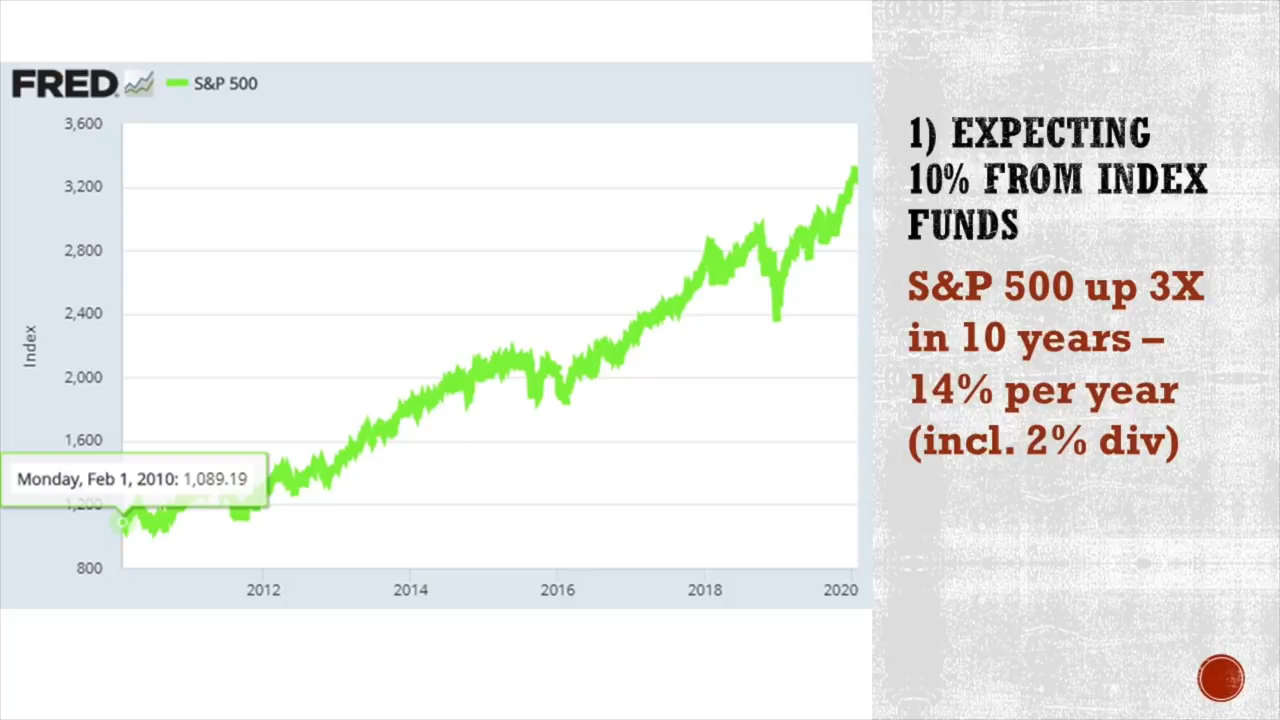 FRED
S&P 500
3,600
3,200
2,800
2,400
2,000
1,600
1,200
800
Index
Monday, Feb 1, 2010: 1,089.19
2012 2014 2016 2018 2020
1) EXPECTING
10% FROM INDEX
FUNDS
S&P 500 up 3X
in 10 years –
14% per year
(incl. 2% div)